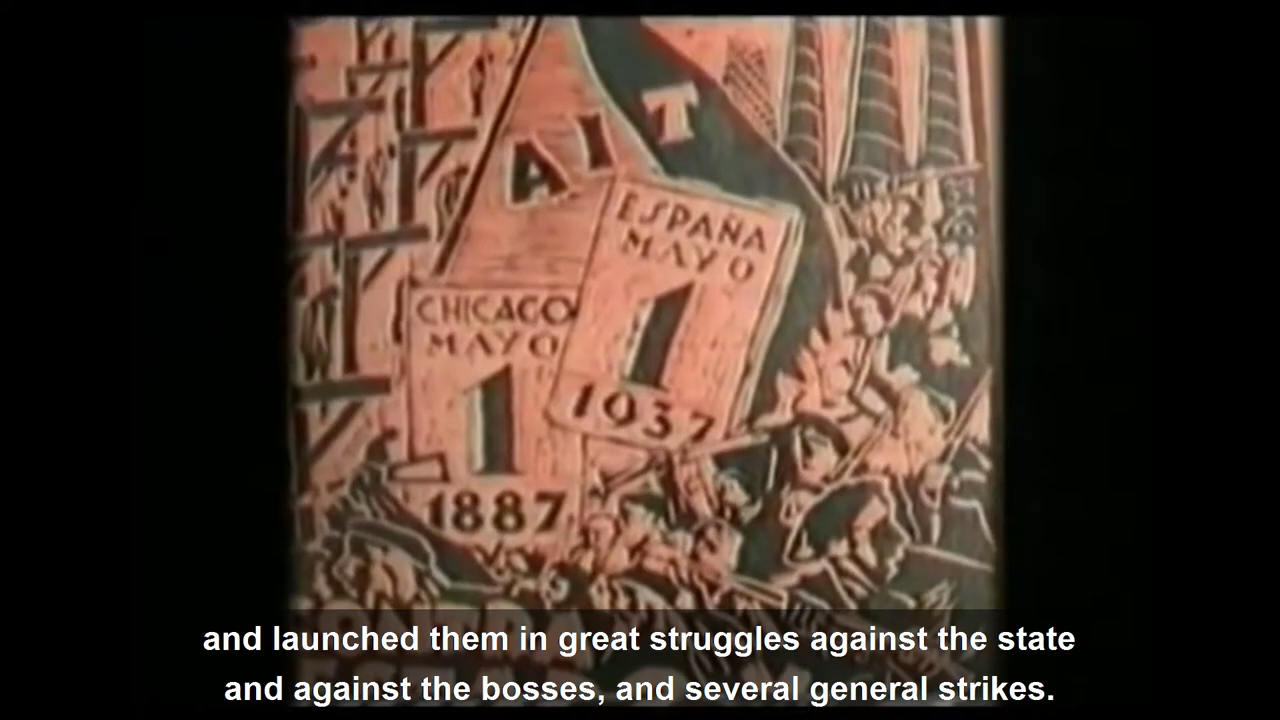 AIT
ESPAÑA
MAYO
1
1937
CHICAGO
MAYO
1
1887
and launched them in great struggles against the state
and against the bosses, and several general strikes.